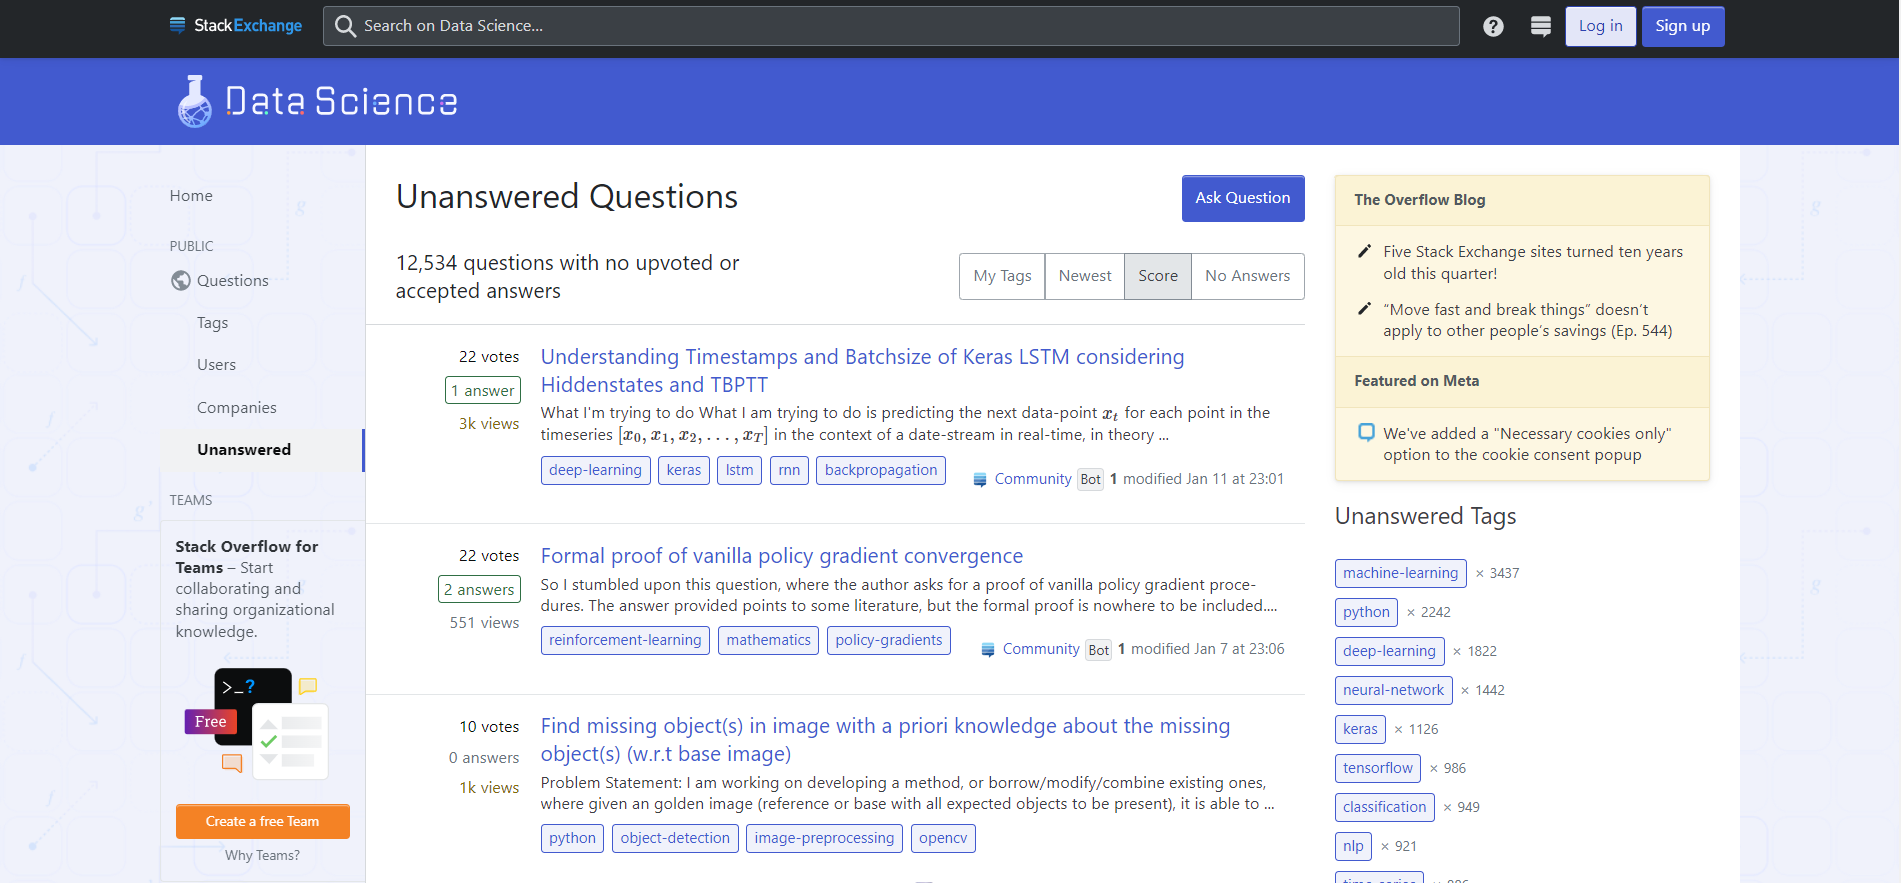 StackExchange
Search on Data Science...
Log in
Sign up
Data Science
Home
PUBLIC
Questions
Tags
Users
Companies
Unanswered
TEAMS
Stack Overflow for
Teams – Start
collaborating and
sharing organizational
knowledge.
>_?
Free
Create a free Team
Why Teams?
Unanswered Questions
Ask Question
12,534 questions with no upvoted or
accepted answers
My Tags
Newest
Score
No Answers
22 votes
1 answer
3k views
Understanding Timestamps and Batchsize of Keras LSTM considering
Hiddenstates and TBPTT
What I'm trying to do What I am trying to do is predicting the next data-point x_t for each point in the
timeseries [x_0, x_1, x_2, . . . , x_T] in the context of a date-stream in real-time, in theory ...
deep-learning keras lstm rnn backpropagation
Community Bot 1 modified Jan 11 at 23:01
22 votes
2 answers
551 views
Formal proof of vanilla policy gradient convergence
So I stumbled upon this question, where the author asks for a proof of vanilla policy gradient proce-
dures. The answer provided points to some literature, but the formal proof is nowhere to be included....
reinforcement-learning mathematics policy-gradients
Community Bot 1 modified Jan 7 at 23:06
10 votes
0 answers
1k views
Find missing object(s) in image with a priori knowledge about the missing
object(s) (w.r.t base image)
Problem Statement: I am working on developing a method, or borrow/modify/combine existing ones,
where given an golden image (reference or base with all expected objects to be present), it is able to ...
python object-detection image-preprocessing opencv
The Overflow Blog
Five Stack Exchange sites turned ten years
old this quarter!
“Move fast and break things” doesn’t
apply to other people’s savings (Ep. 544)
Featured on Meta
We've added a "Necessary cookies only"
option to the cookie consent popup
Unanswered Tags
machine-learning × 3437
python × 2242
deep-learning × 1822
neural-network × 1442
keras × 1126
tensorflow × 986
classification × 949
nlp × 921